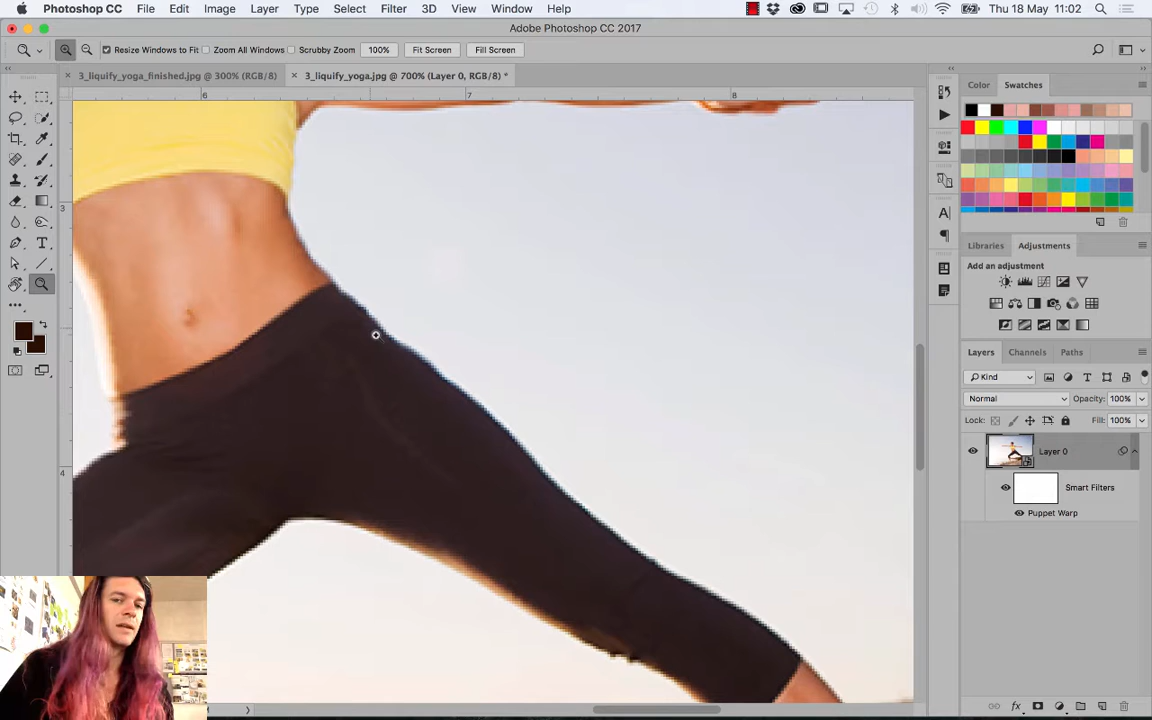 Photoshop CC File Edit Image Layer Type Select Filter 3D View Window Help Thu 18 May 11:02
Adobe Photoshop CC 2017
Resize Windows to Fit Zoom All Windows Scrubby Zoom 100% Fit Screen Fill Screen
3_liquify_yoga_finished.jpg @ 300% (RGB/8) 3_liquify_yoga.jpg @ 700% (Layer 0, RGB/8) *
Color Swatches
6 7 8
3
4
Libraries Adjustments
Add an adjustment
Layers Channels Paths
Kind
Normal Opacity: 100%
Lock: Fill: 100%
Layer 0
Smart Filters
Puppet Warp
fx